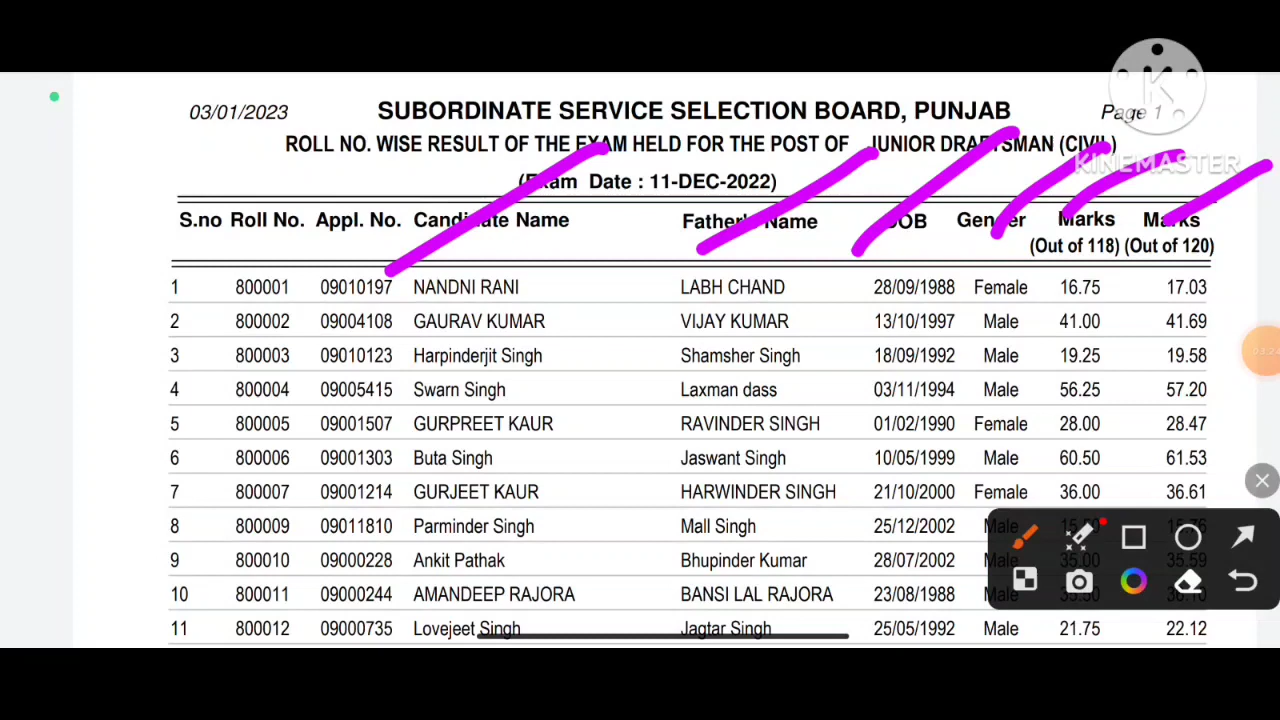 03/01/2023 SUBORDINATE SERVICE SELECTION BOARD, PUNJAB Page 1
ROLL NO. WISE RESULT OF THE EXAM HELD FOR THE POST OF JUNIOR DRAFTSMAN (CIVIL)
KINEMASTER
(Exam Date : 11-DEC-2022)
S.no Roll No. Appl. No. Candidate Name Father's Name DOB Gender Marks Marks
(Out of 118) (Out of 120)
1 800001 09010197 NANDNI RANI LABH CHAND 28/09/1988 Female 16.75 17.03
2 800002 09004108 GAURAV KUMAR VIJAY KUMAR 13/10/1997 Male 41.00 41.69
3 800003 09010123 Harpinderjit Singh Shamsher Singh 18/09/1992 Male 19.25 19.58
4 800004 09005415 Swarn Singh Laxman dass 03/11/1994 Male 56.25 57.20
5 800005 09001507 GURPREET KAUR RAVINDER SINGH 01/02/1990 Female 28.00 28.47
6 800006 09001303 Buta Singh Jaswant Singh 10/05/1999 Male 60.50 61.53
7 800007 09001214 GURJEET KAUR HARWINDER SINGH 21/10/2000 Female 36.00 36.61
8 800009 09011810 Parminder Singh Mall Singh 25/12/2002 Male
9 800010 09000228 Ankit Pathak Bhupinder Kumar 28/07/2002 Male 35.00 35.59
10 800011 09000244 AMANDEEP RAJORA BANSI LAL RAJORA 23/08/1988 Male
11 800012 09000735 Lovejeet Singh Jagtar Singh 25/05/1992 Male 21.75 22.12